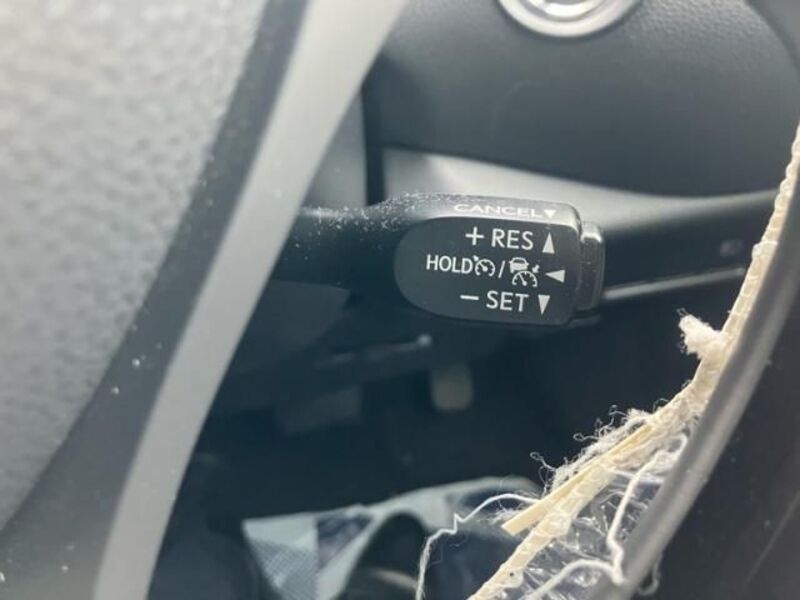 CANCEL
+ RES
HOLD /
− SET